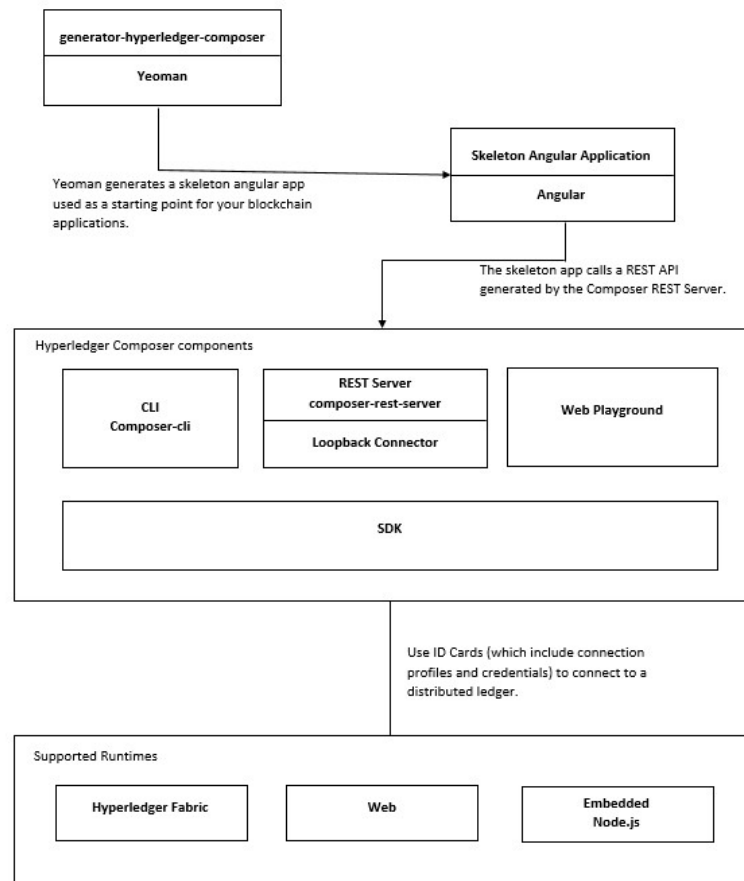 generator-hyperledger-composer
Yeoman
Skeleton Angular Application
Angular
Yeoman generates a skeleton angular app
used as a starting point for your blockchain
applications.
The skeleton app calls a REST API
generated by the Composer REST Server.
Hyperledger Composer components
CLI
Composer-cli
REST Server
composer-rest-server
Loopback Connector
Web Playground
SDK
Use ID Cards (which include connection
profiles and credentials) to connect to a
distributed ledger.
Supported Runtimes
Hyperledger Fabric
Web
Embedded
Node.js